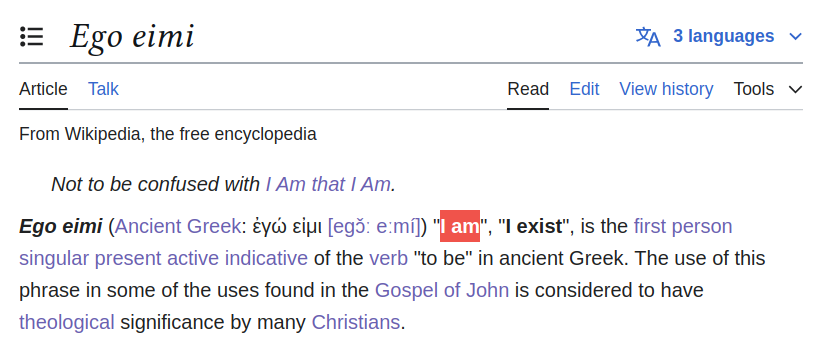 Ego eimi
3 languages
Article Talk Read Edit View history Tools
From Wikipedia, the free encyclopedia
Not to be confused with I Am that I Am.
Ego eimi (Ancient Greek: ἐγώ εἰμι [egɔ̌ː eːmí]) "I am", "I exist", is the first person
singular present active indicative of the verb "to be" in ancient Greek. The use of this
phrase in some of the uses found in the Gospel of John is considered to have
theological significance by many Christians.